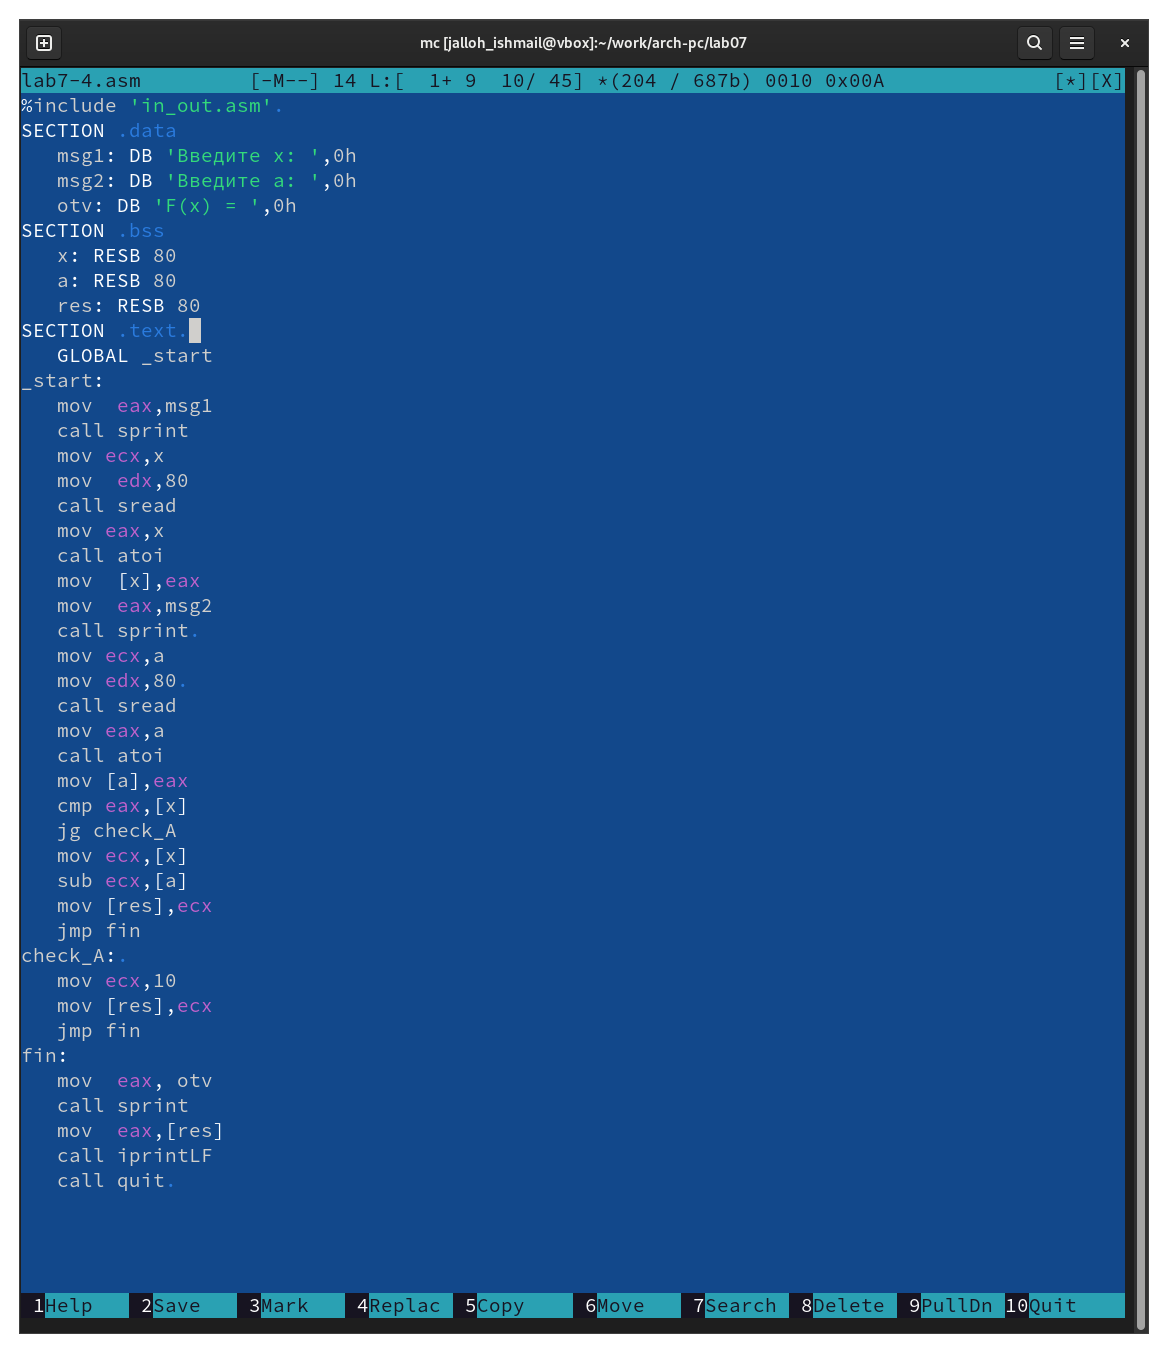 mc [jalloh_ishmail@vbox]:~/work/arch-pc/lab07
lab7-4.asm         [-M--] 14 L:[  1+ 9  10/ 45] *(204 / 687b) 0010 0x00A              [*][X]
%include 'in_out.asm'.
SECTION .data
   msg1: DB 'Введите x: ',0h
   msg2: DB 'Введите a: ',0h
   otv: DB 'F(x) = ',0h
SECTION .bss
   x: RESB 80
   a: RESB 80
   res: RESB 80
SECTION .text.
   GLOBAL _start
_start:
   mov  eax,msg1
   call sprint
   mov ecx,x
   mov  edx,80
   call sread
   mov eax,x
   call atoi
   mov  [x],eax
   mov  eax,msg2
   call sprint.
   mov ecx,a
   mov edx,80.
   call sread
   mov eax,a
   call atoi
   mov [a],eax
   cmp eax,[x]
   jg check_A
   mov ecx,[x]
   sub ecx,[a]
   mov [res],ecx
   jmp fin
check_A:.
   mov ecx,10
   mov [res],ecx
   jmp fin
fin:
   mov  eax, otv
   call sprint
   mov  eax,[res]
   call iprintLF
   call quit.
 1Help    2Save    3Mark    4Replac  5Copy     6Move    7Search  8Delete  9PullDn 10Quit